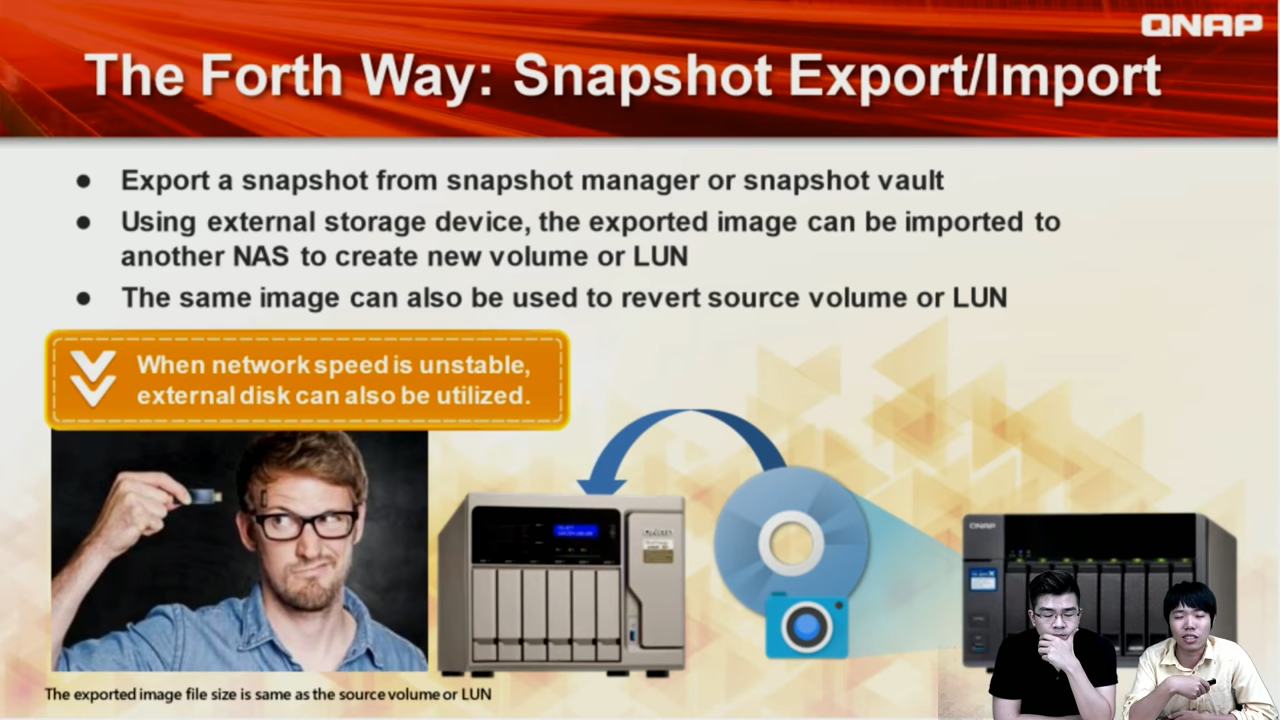 QNAP
The Forth Way: Snapshot Export/Import
● Export a snapshot from snapshot manager or snapshot vault
● Using external storage device, the exported image can be imported to
another NAS to create new volume or LUN
● The same image can also be used to revert source volume or LUN
When network speed is unstable,
external disk can also be utilized.
QNAP
The exported image file size is same as the source volume or LUN